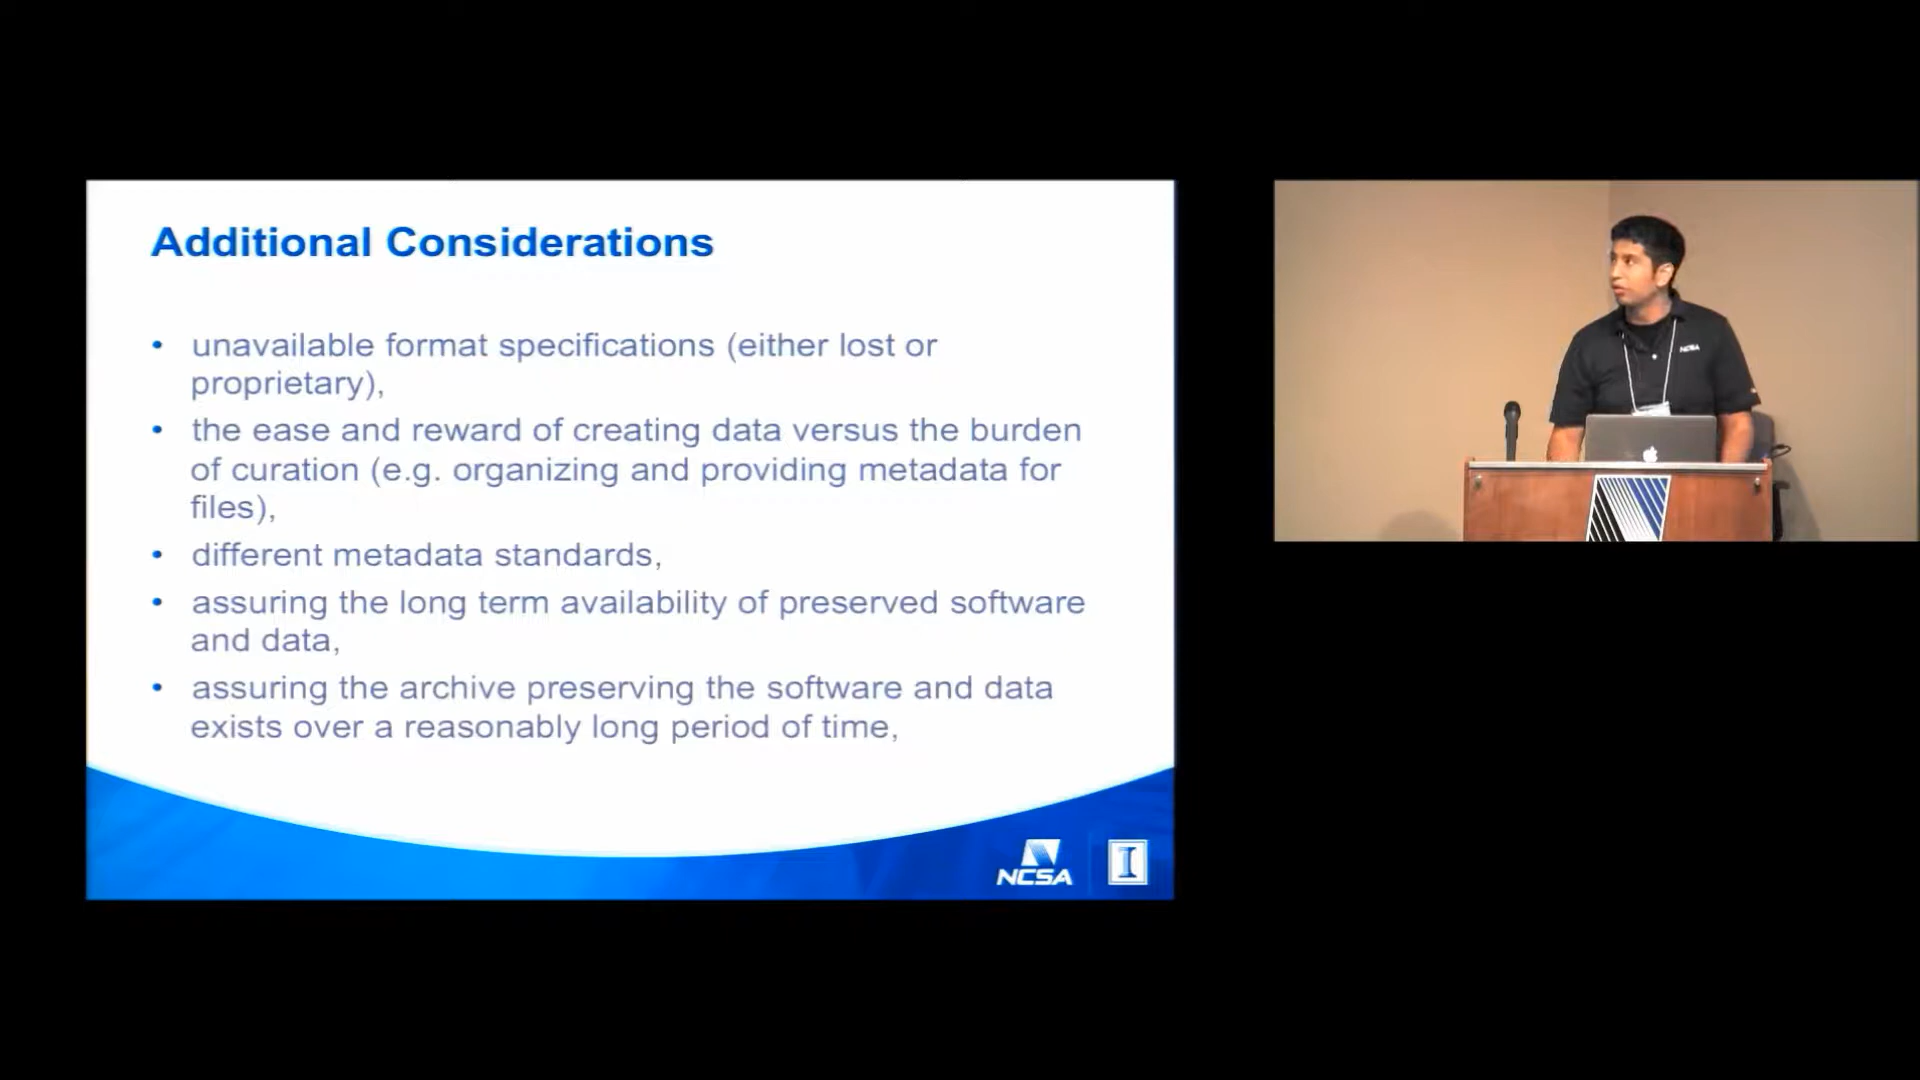 Additional Considerations
• unavailable format specifications (either lost or
proprietary),
• the ease and reward of creating data versus the burden
of curation (e.g. organizing and providing metadata for
files),
• different metadata standards,
• assuring the long term availability of preserved software
and data,
• assuring the archive preserving the software and data
exists over a reasonably long period of time,
NCSA
I
NCSA